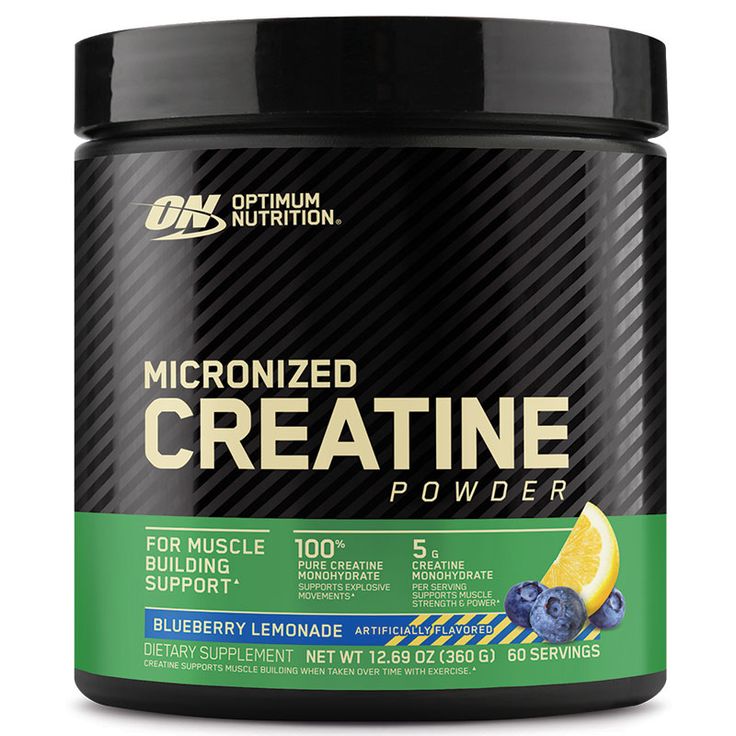 ON OPTIMUM
NUTRITION®
MICRONIZED
CREATINE
POWDER
FOR MUSCLE
BUILDING
SUPPORT▲
100%
PURE CREATINE
MONOHYDRATE
SUPPORTS EXPLOSIVE
MOVEMENTS▲
5 G
CREATINE
MONOHYDRATE
PER SERVING
SUPPORTS MUSCLE
STRENGTH & POWER▲
BLUEBERRY LEMONADE ARTIFICIALLY FLAVORED
DIETARY SUPPLEMENT NET WT 12.69 OZ (360 G) 60 SERVINGS
CREATINE SUPPORTS MUSCLE BUILDING WHEN TAKEN OVER TIME WITH EXERCISE.▲